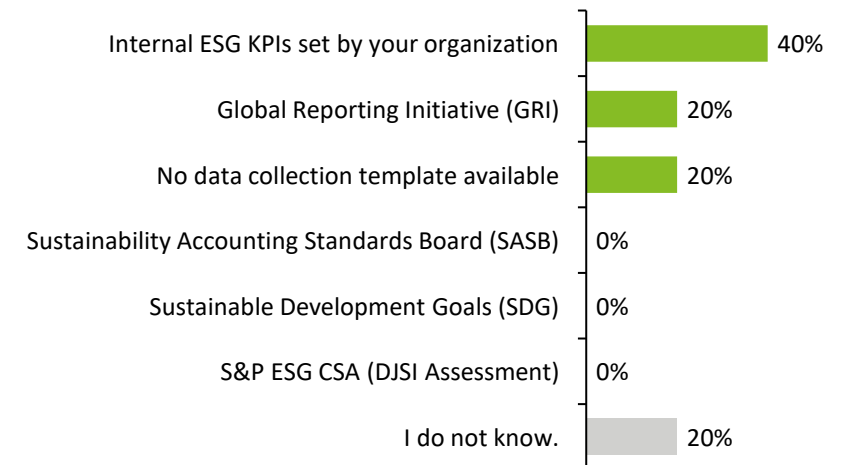 Internal ESG KPIs set by your organization 40%
Global Reporting Initiative (GRI) 20%
No data collection template available 20%
Sustainability Accounting Standards Board (SASB) 0%
Sustainable Development Goals (SDG) 0%
S&P ESG CSA (DJSI Assessment) 0%
I do not know. 20%